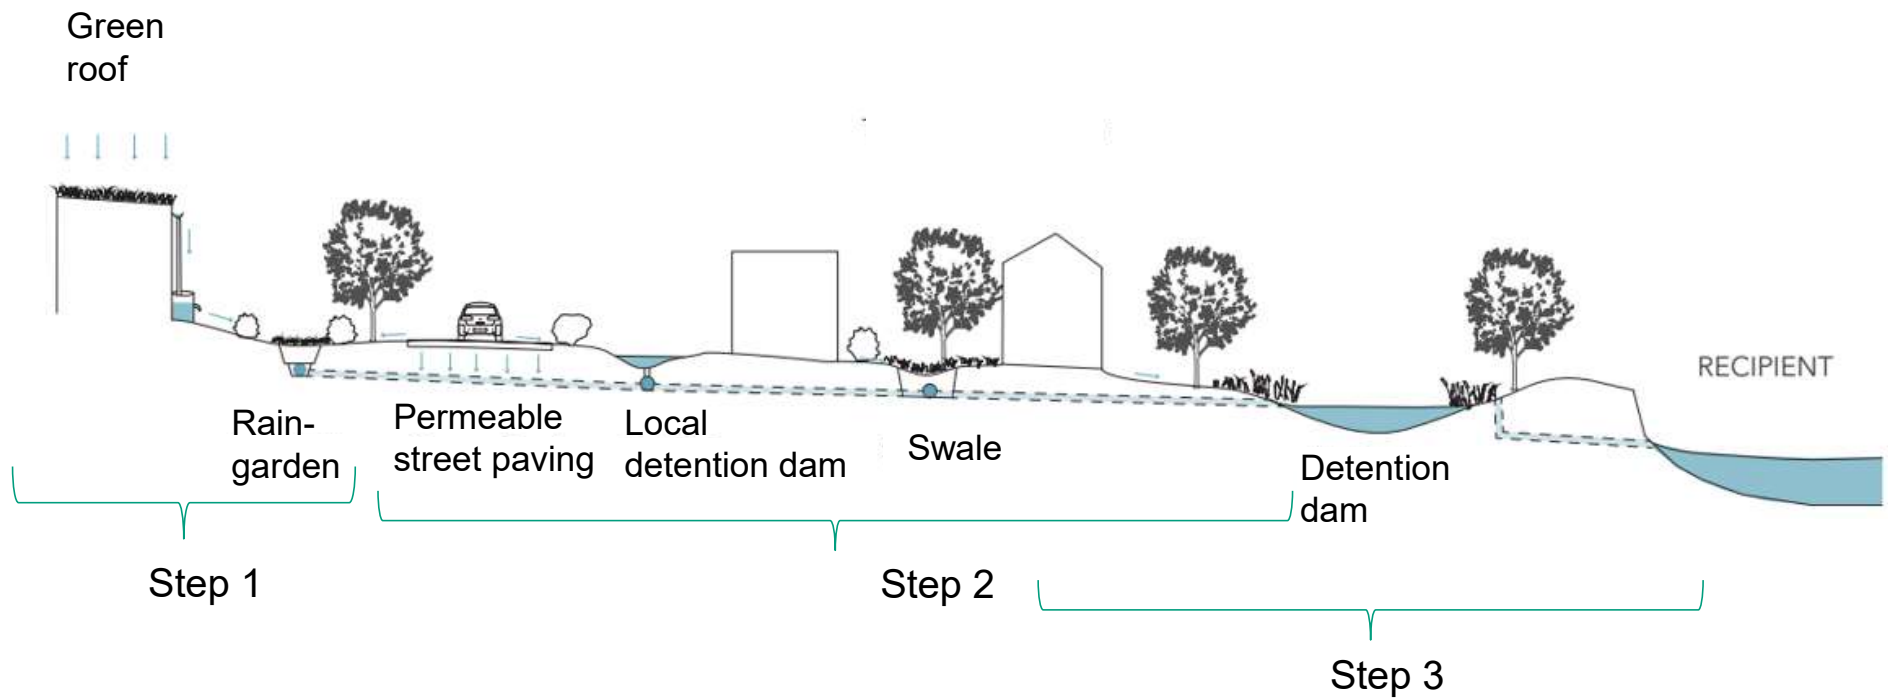 Green
roof
RECIPIENT
Rain-
garden
Permeable
street paving
Local
detention dam
Swale
Detention
dam
Step 1
Step 2
Step 3